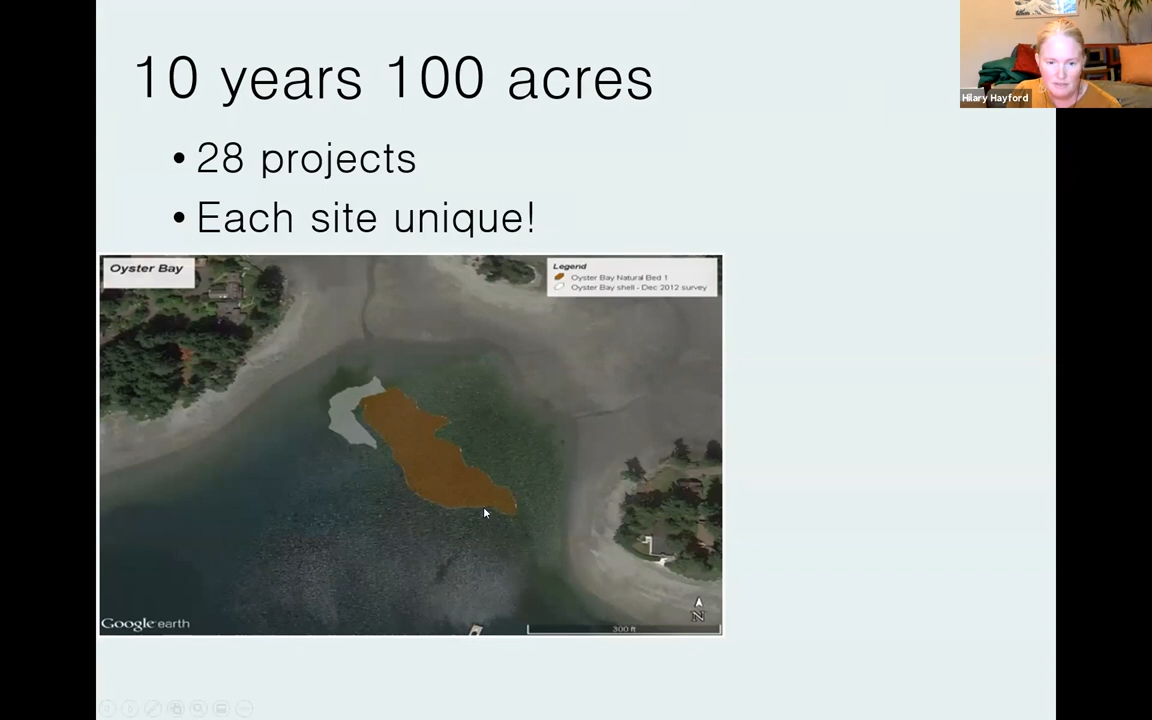 10 years 100 acres
Hilary Hayford
• 28 projects
• Each site unique!
Oyster Bay
Legend
Oyster Bay Natural Bed 1
Oyster Bay shell - Dec 2012 survey
Google earth
N
300 ft